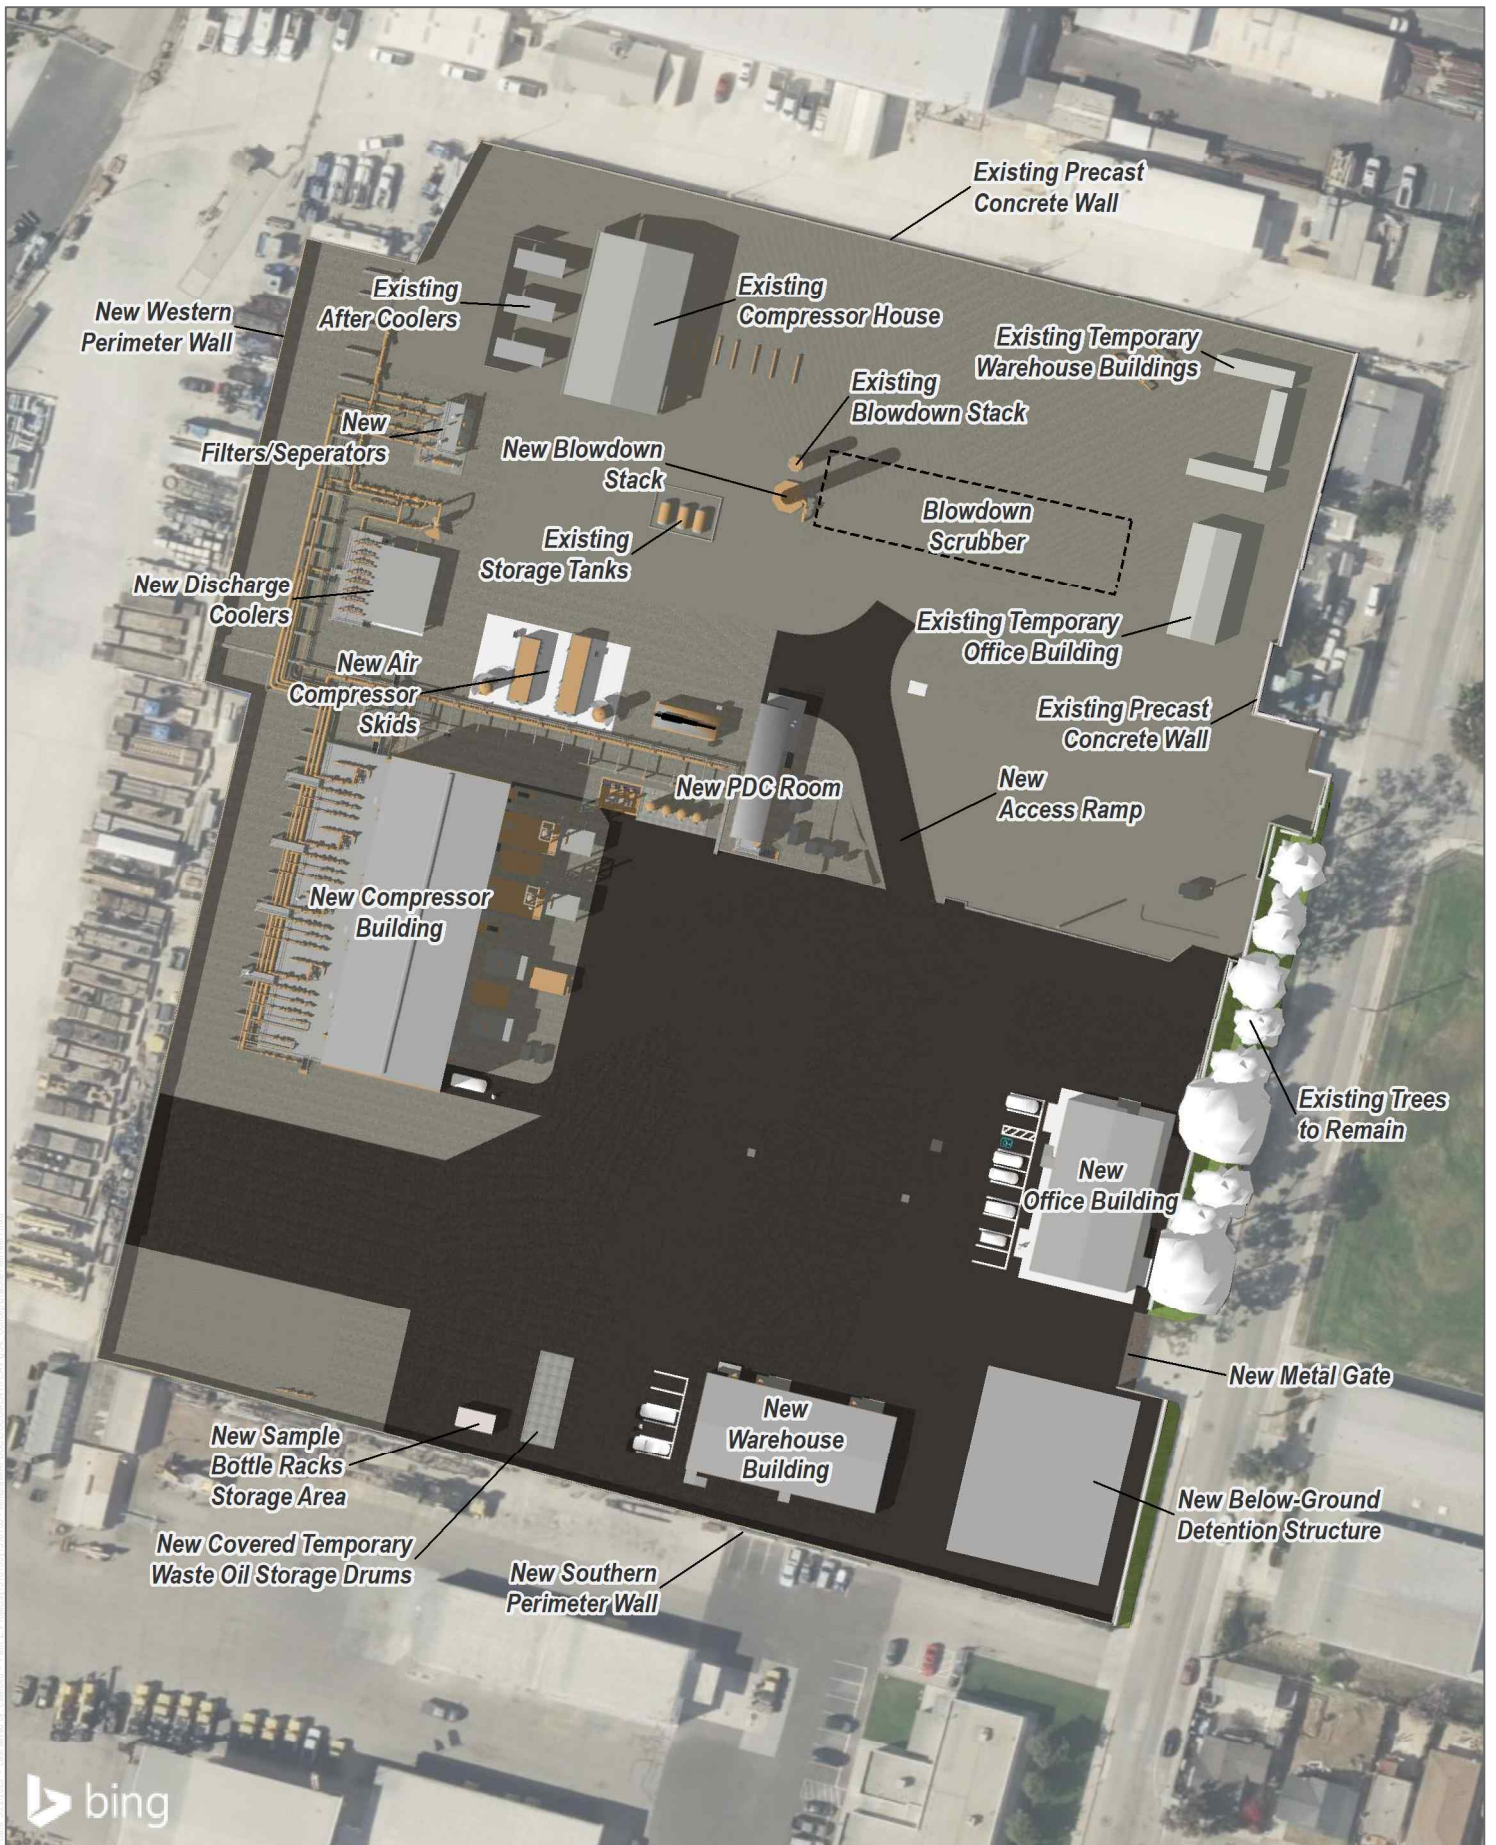 Existing Precast
Concrete Wall
Existing
After Coolers
Existing
Compressor House
New Western
Perimeter Wall
Existing Temporary
Warehouse Buildings
Existing
Blowdown Stack
New
Filters/Seperators
New Blowdown
Stack
Blowdown
Scrubber
Existing
Storage Tanks
New Discharge
Coolers
Existing Temporary
Office Building
New Air
Compressor
Skids
Existing Precast
Concrete Wall
New PDC Room
New
Access Ramp
New Compressor
Building
Existing Trees
to Remain
New
Office Building
New Metal Gate
New Sample
Bottle Racks
Storage Area
New
Warehouse
Building
New Below-Ground
Detention Structure
New Covered Temporary
Waste Oil Storage Drums
New Southern
Perimeter Wall
bing